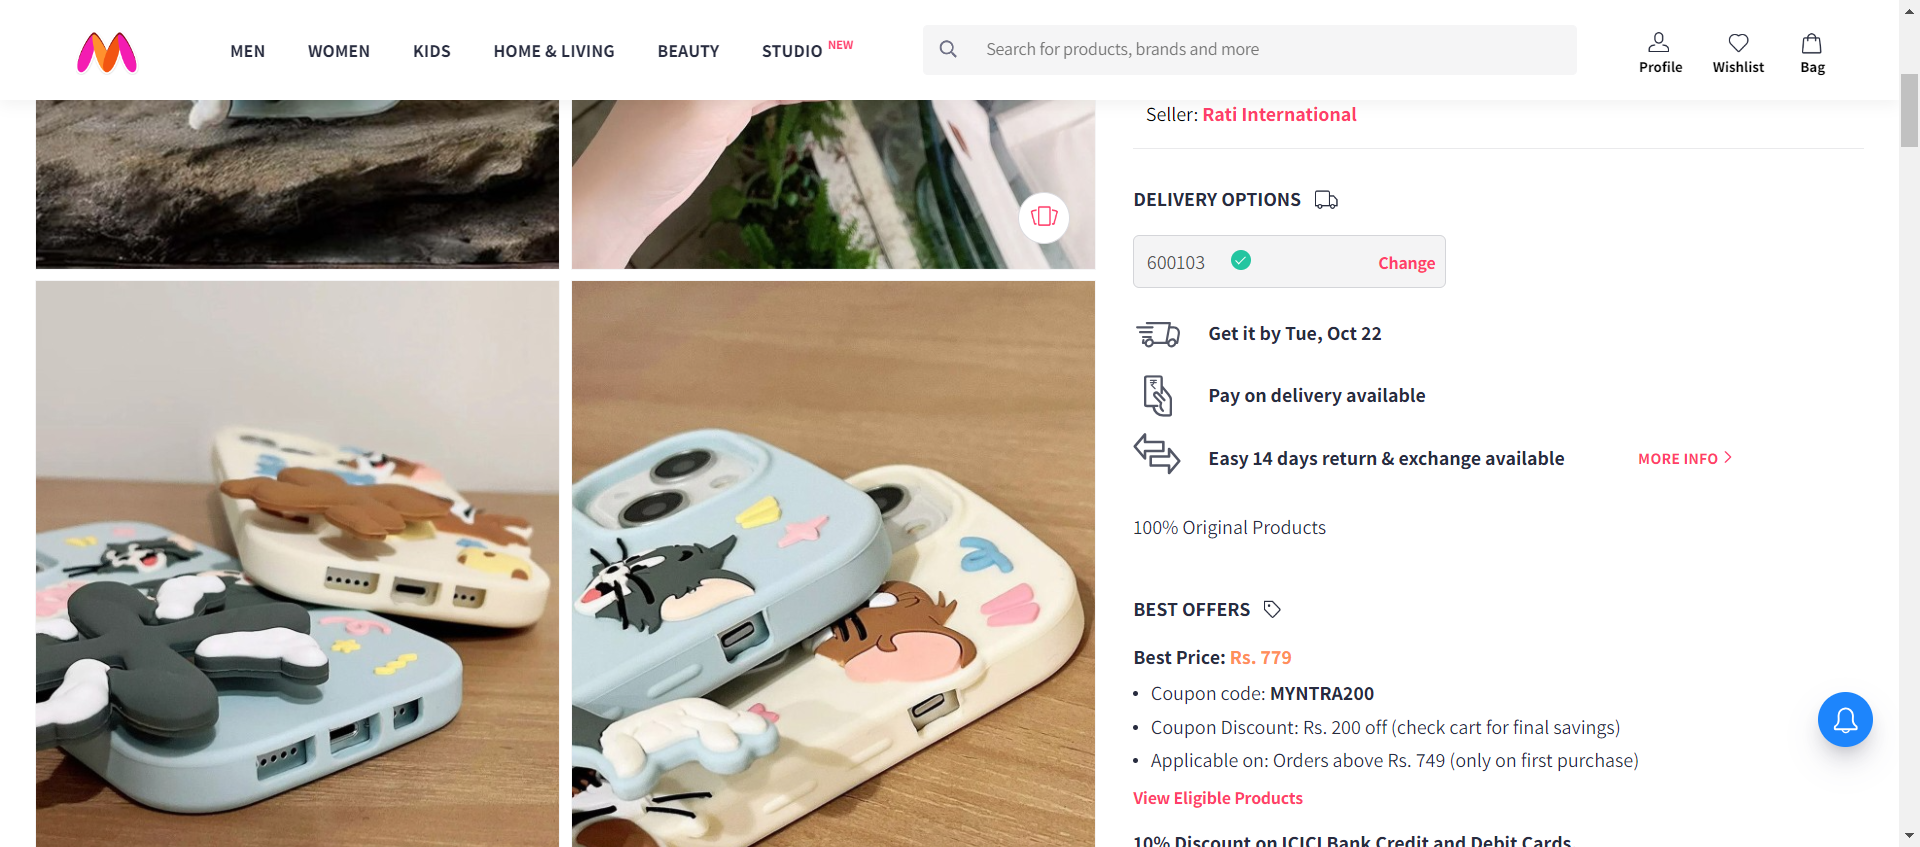 MEN WOMEN KIDS HOME & LIVING BEAUTY STUDIO NEW Search for products, brands and more Profile Wishlist Bag
Seller: Rati International
DELIVERY OPTIONS
600103 Change
Get it by Tue, Oct 22
Pay on delivery available
Easy 14 days return & exchange available MORE INFO
100% Original Products
BEST OFFERS
Best Price: Rs. 779
• Coupon code: MYNTRA200
• Coupon Discount: Rs. 200 off (check cart for final savings)
• Applicable on: Orders above Rs. 749 (only on first purchase)
View Eligible Products
10% Discount on ICICI Bank Credit and Debit Cards